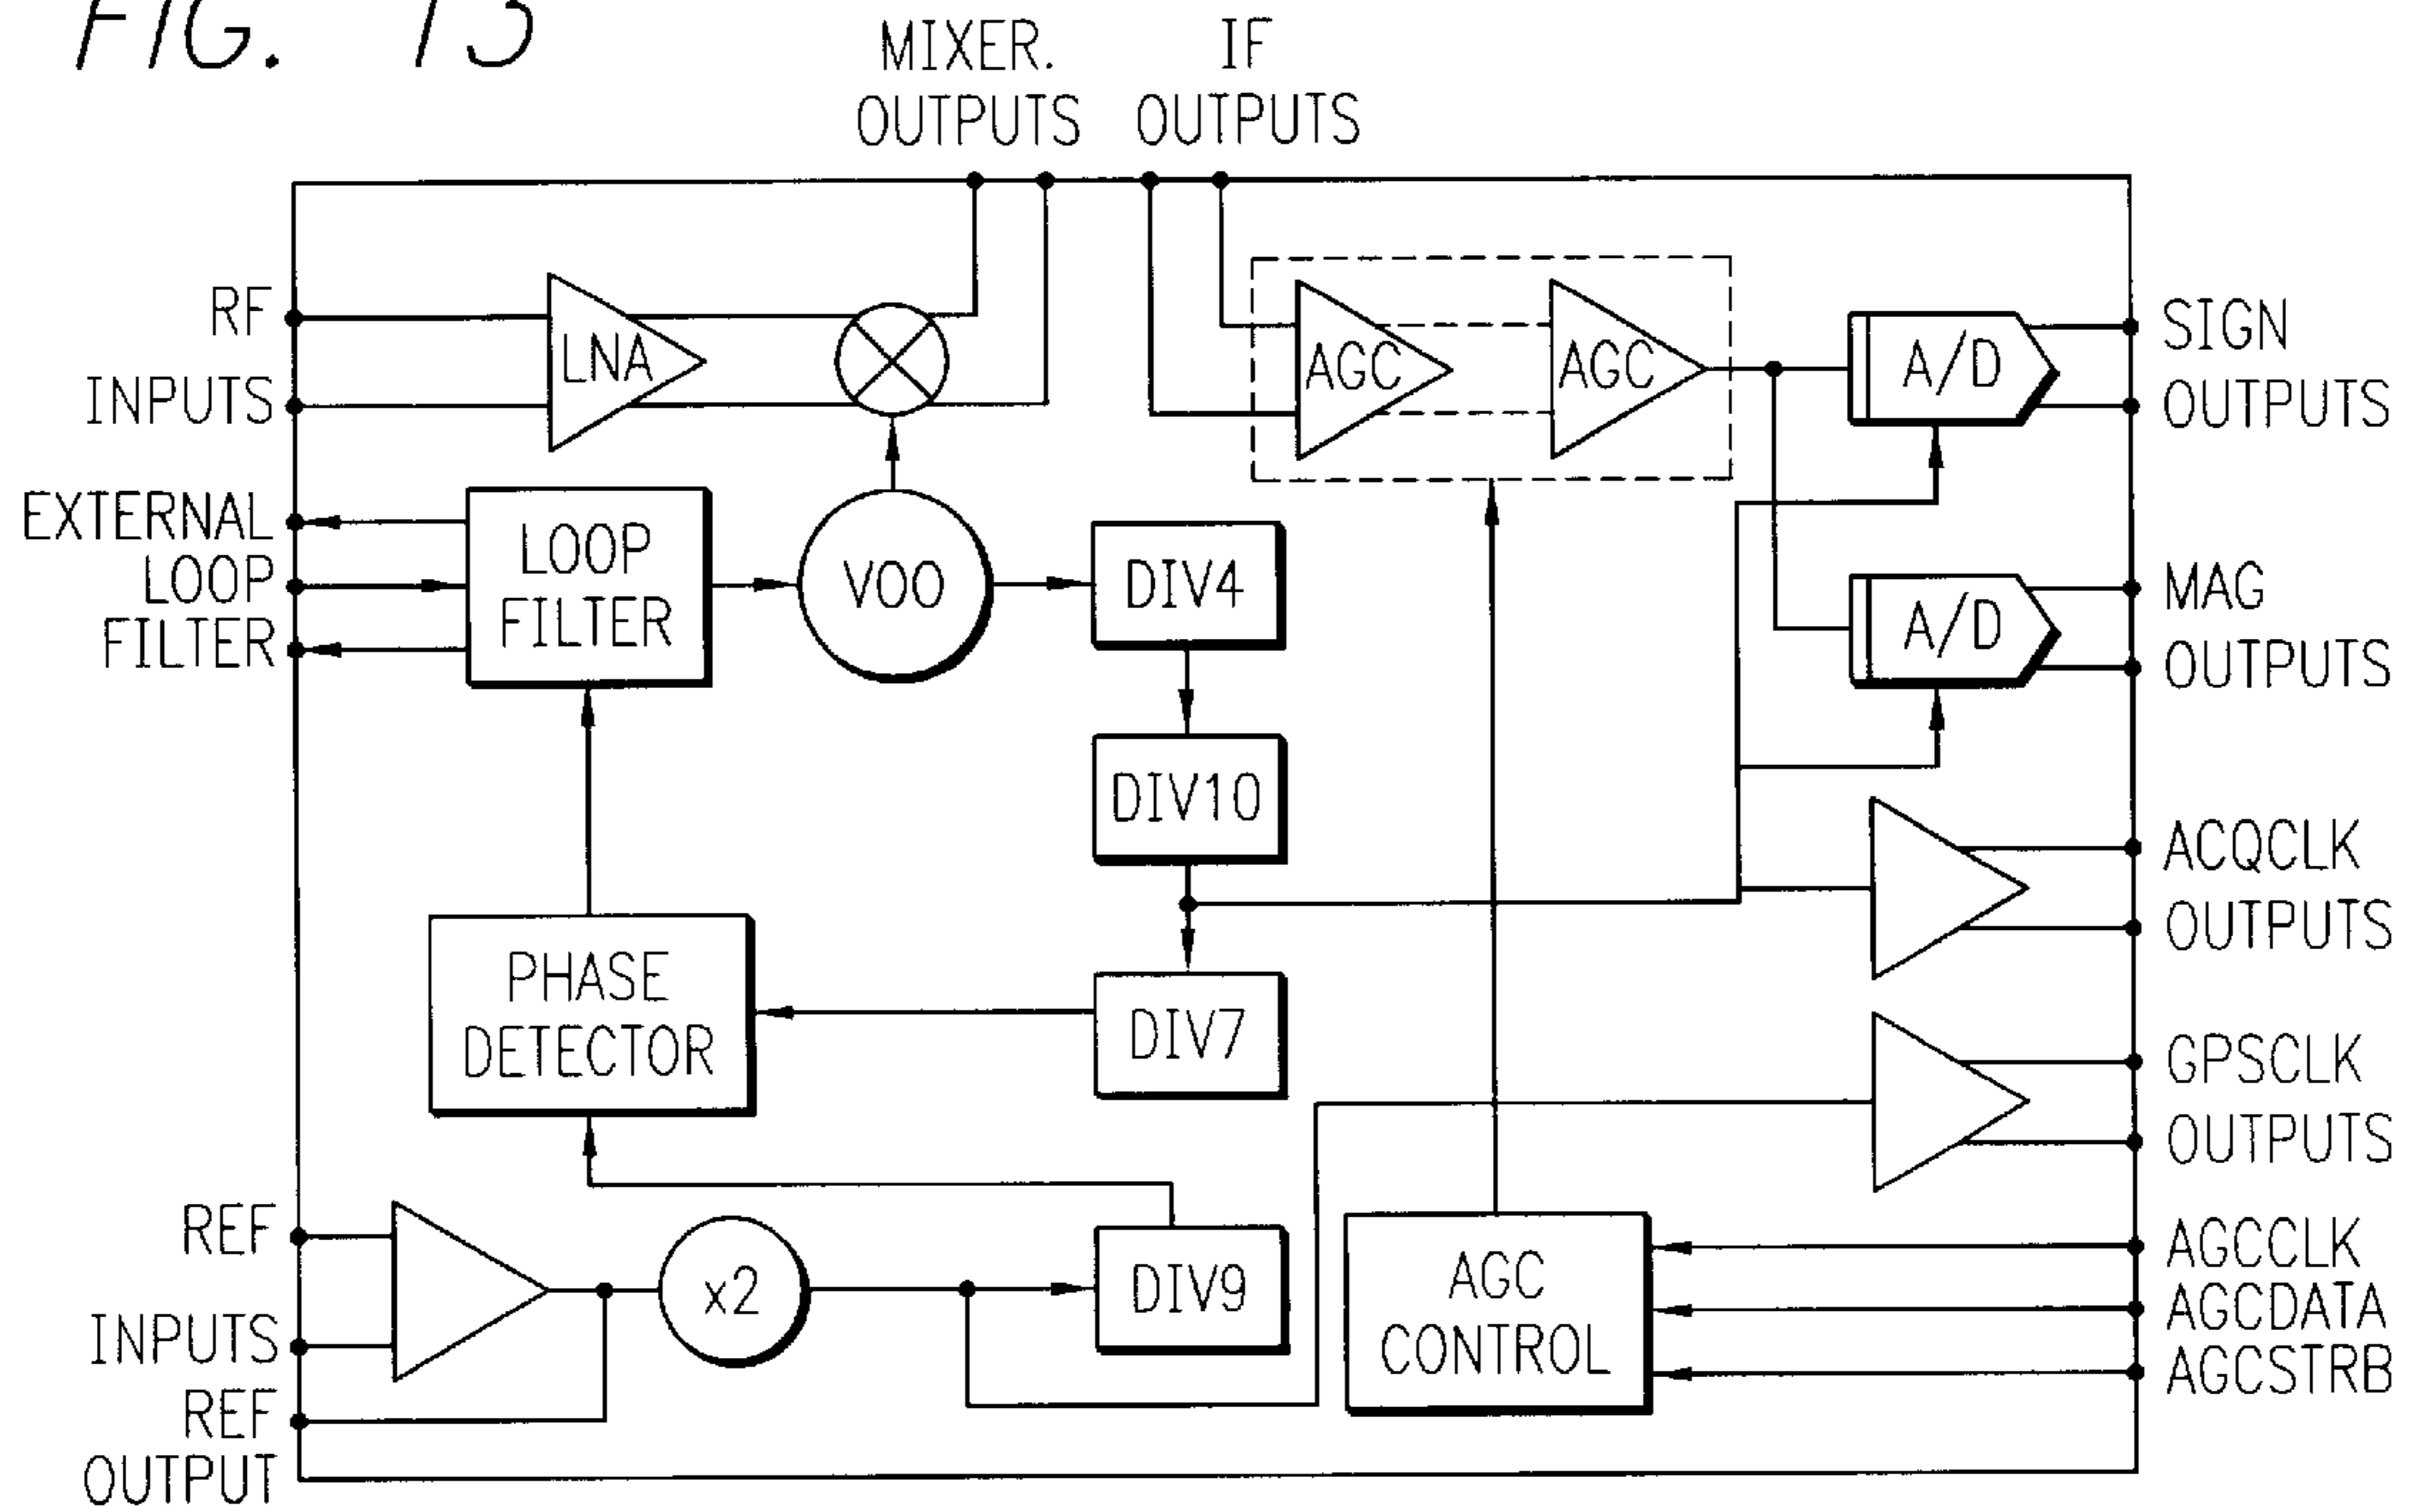 FIG. 13
MIXER.
OUTPUTS
IF
OUTPUTS
RF
INPUTS
LNA
AGC
AGC
A/D
SIGN
OUTPUTS
EXTERNAL
LOOP
FILTER
LOOP
FILTER
VOO
DIV4
A/D
MAG
OUTPUTS
DIV10
ACQCLK
OUTPUTS
PHASE
DETECTOR
DIV7
GPSCLK
OUTPUTS
REF
INPUTS
REF
OUTPUT
x2
DIV9
AGC
CONTROL
AGCCLK
AGCDATA
AGCSTRB